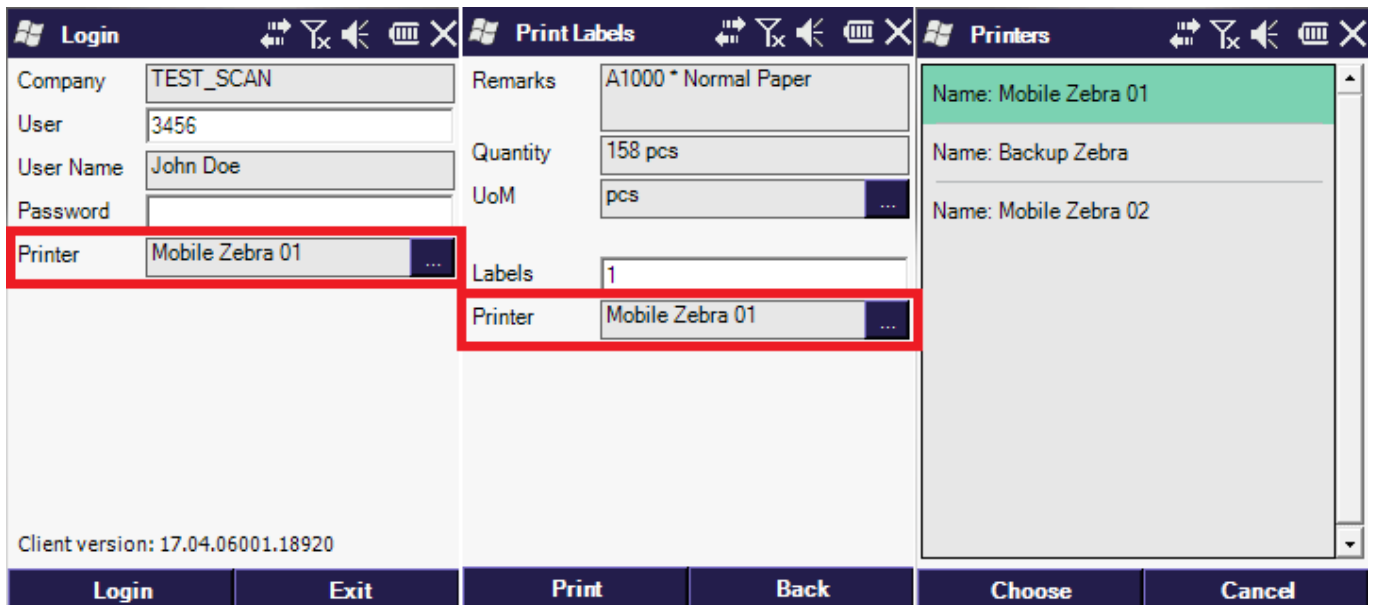 Login
Company TEST_SCAN
User 3456
User Name John Doe
Password
Printer Mobile Zebra 01 ...
Client version: 17.04.06001.18920
Login Exit
Print Labels
Remarks A1000 * Normal Paper
Quantity 158 pcs
UoM pcs ...
Labels 1
Printer Mobile Zebra 01 ...
Print Back
Printers
Name: Mobile Zebra 01
Name: Backup Zebra
Name: Mobile Zebra 02
Choose Cancel